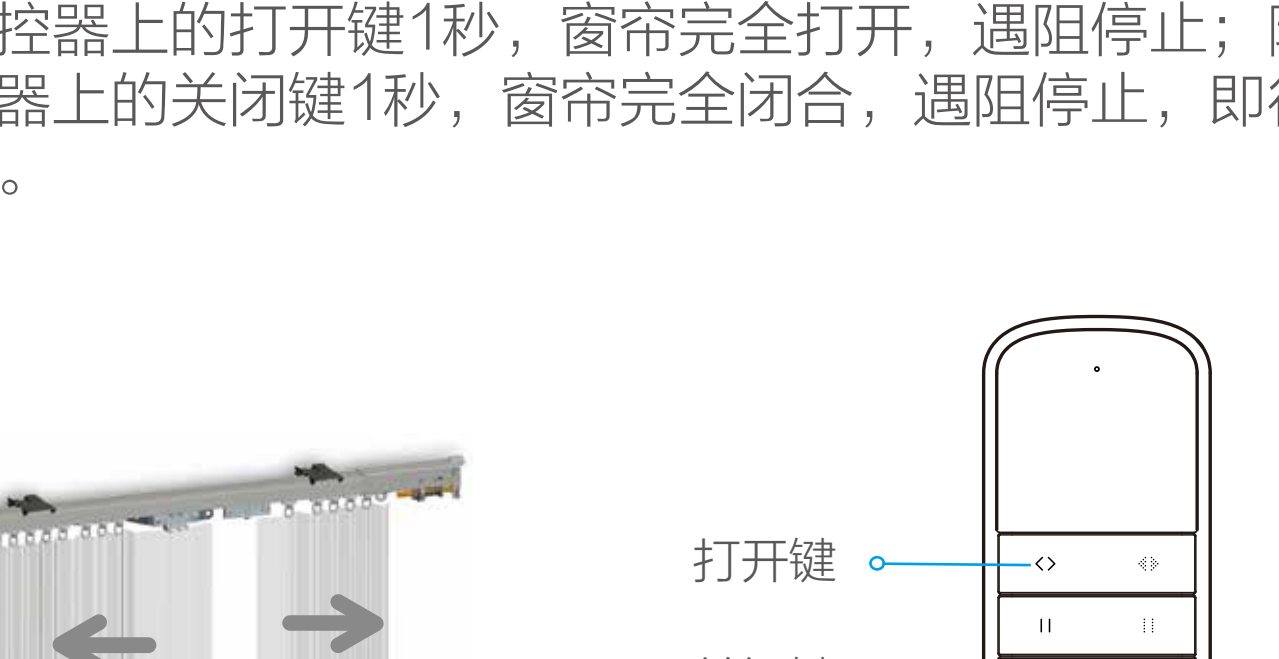 控器上的打开键1秒，窗帘完全打开，遇阻停止；
器上的关闭键1秒，窗帘完全闭合，遇阻停止，即
。
打开键